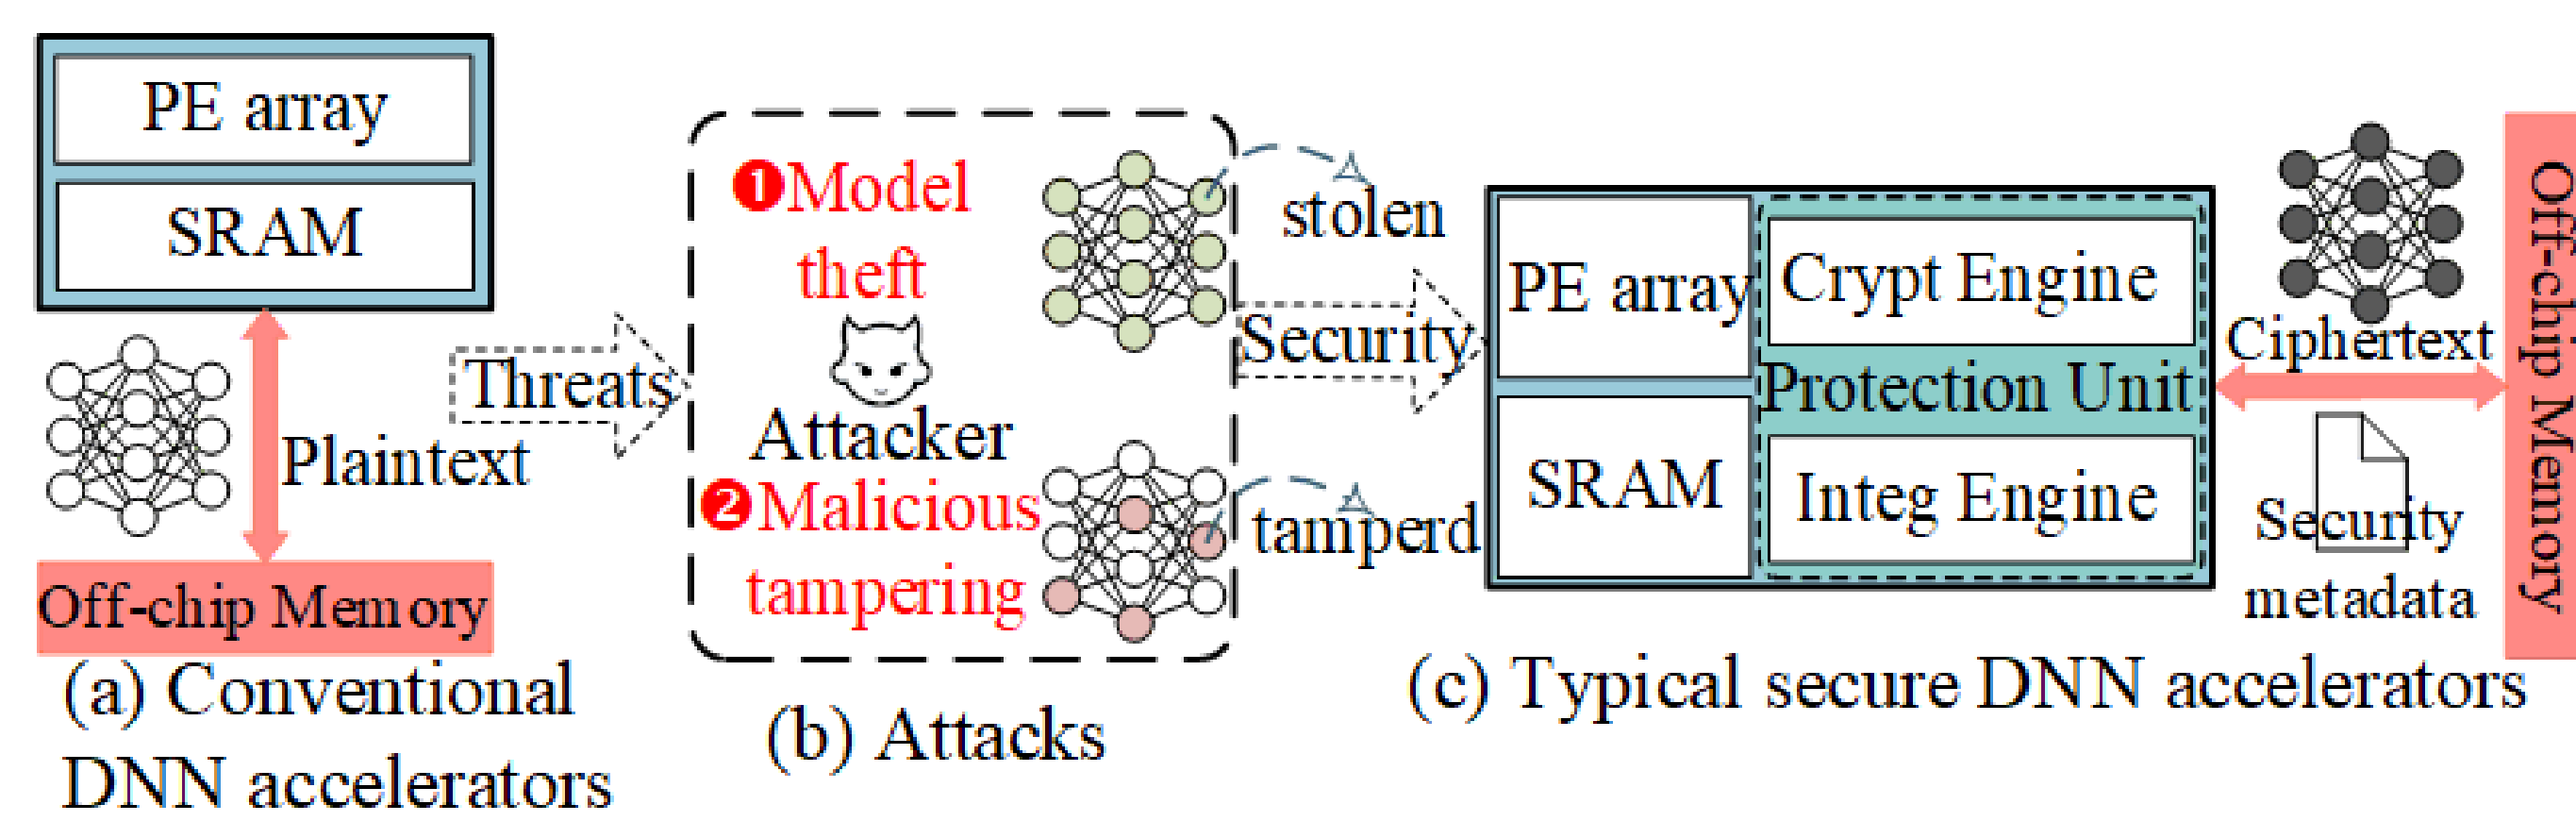 PE array
SRAM
Plaintext
Off-chip Memory
(a) Conventional
DNN accelerators
Threats
❶Model
theft
Attacker
❷Malicious
tampering
stolen
tamperd
(b) Attacks
Security
PE array
SRAM
Crypt Engine
Protection Unit
Integ Engine
Ciphertext
Security
metadata
Off-chip Memory
(c) Typical secure DNN accelerators